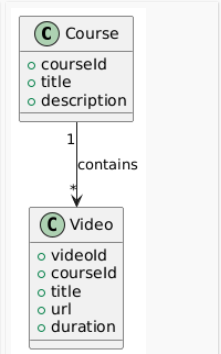 C Course
courseId
title
description
1
contains
*
C Video
videoId
courseId
title
url
duration